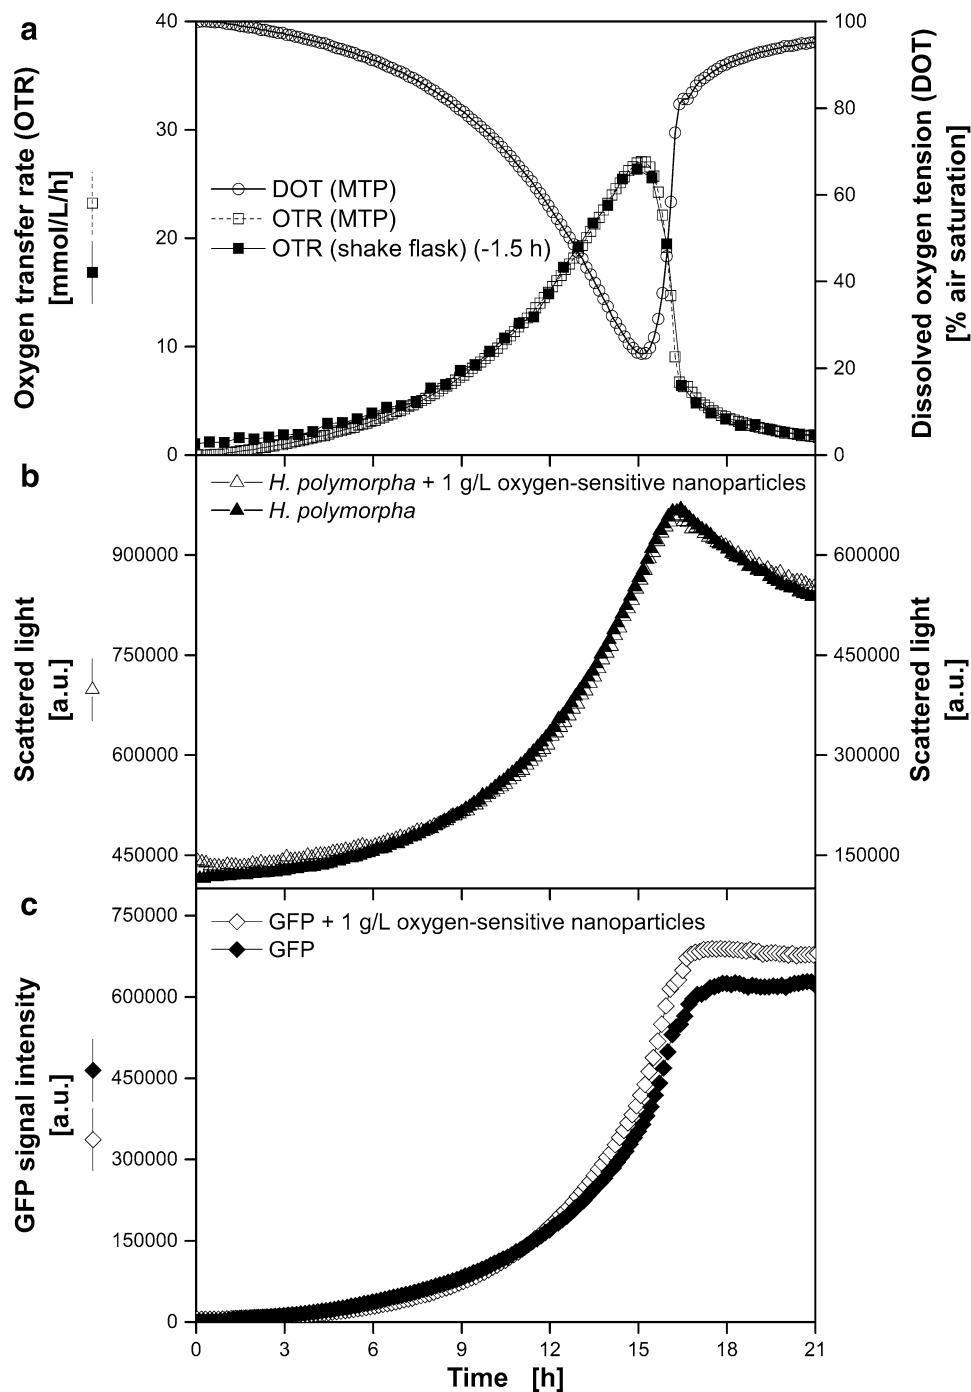 a
Oxygen transfer rate (OTR)
[mmol/L/h]
40
30
20
10
0
DOT (MTP)
OTR (MTP)
OTR (shake flask) (-1.5 h)
100
80
60
40
20
0
Dissolved oxygen tension (DOT)
[% air saturation]
b
Scattered light
[a.u.]
900000
750000
600000
450000
H. polymorpha + 1 g/L oxygen-sensitive nanoparticles
H. polymorpha
600000
450000
300000
150000
Scattered light
[a.u.]
c
GFP signal intensity
[a.u.]
750000
600000
450000
300000
150000
0
GFP + 1 g/L oxygen-sensitive nanoparticles
GFP
0 3 6 9 12 15 18 21
Time [h]